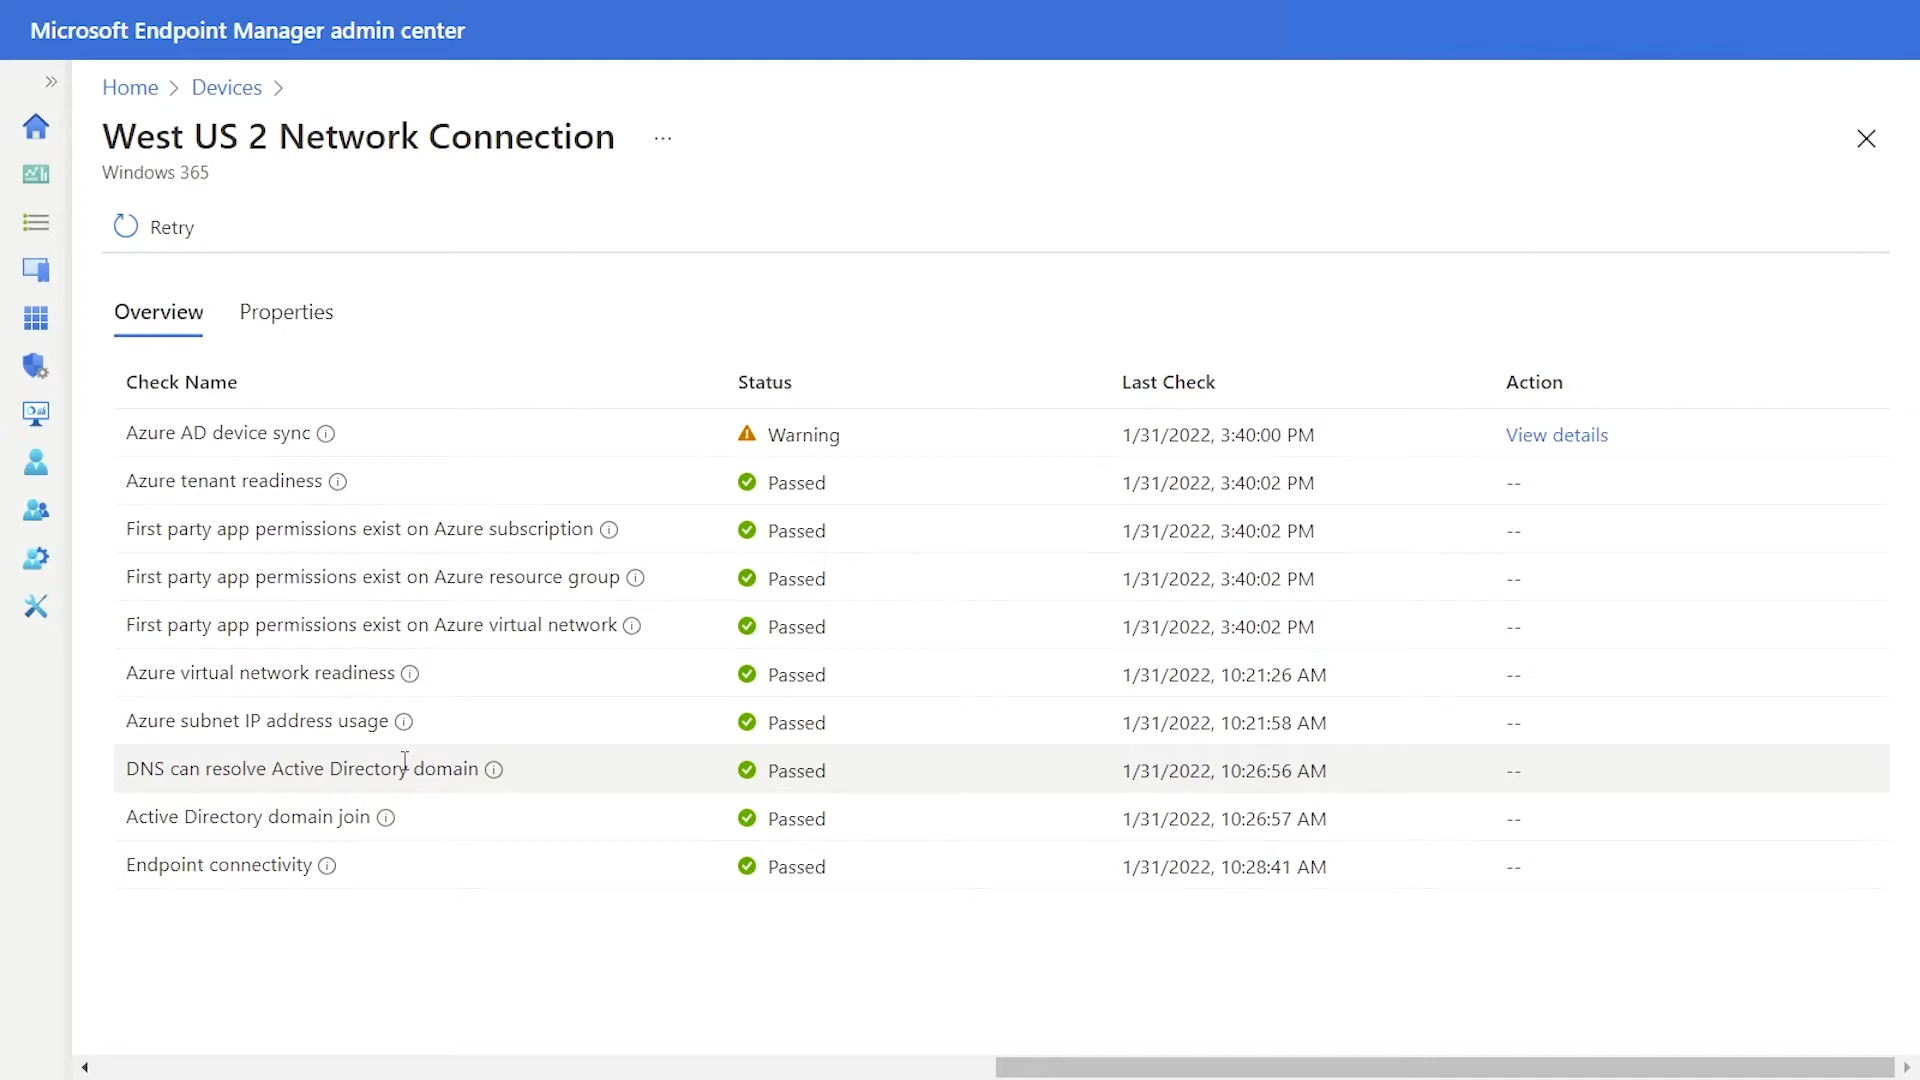 Microsoft Endpoint Manager admin center
Home > Devices >
West US 2 Network Connection ...
Windows 365
Retry
Overview Properties
Check Name Status Last Check Action
Azure AD device sync Warning 1/31/2022, 3:40:00 PM View details
Azure tenant readiness Passed 1/31/2022, 3:40:02 PM --
First party app permissions exist on Azure subscription Passed 1/31/2022, 3:40:02 PM --
First party app permissions exist on Azure resource group Passed 1/31/2022, 3:40:02 PM --
First party app permissions exist on Azure virtual network Passed 1/31/2022, 3:40:02 PM --
Azure virtual network readiness Passed 1/31/2022, 10:21:26 AM --
Azure subnet IP address usage Passed 1/31/2022, 10:21:58 AM --
DNS can resolve Active Directory domain Passed 1/31/2022, 10:26:56 AM --
Active Directory domain join Passed 1/31/2022, 10:26:57 AM --
Endpoint connectivity Passed 1/31/2022, 10:28:41 AM --